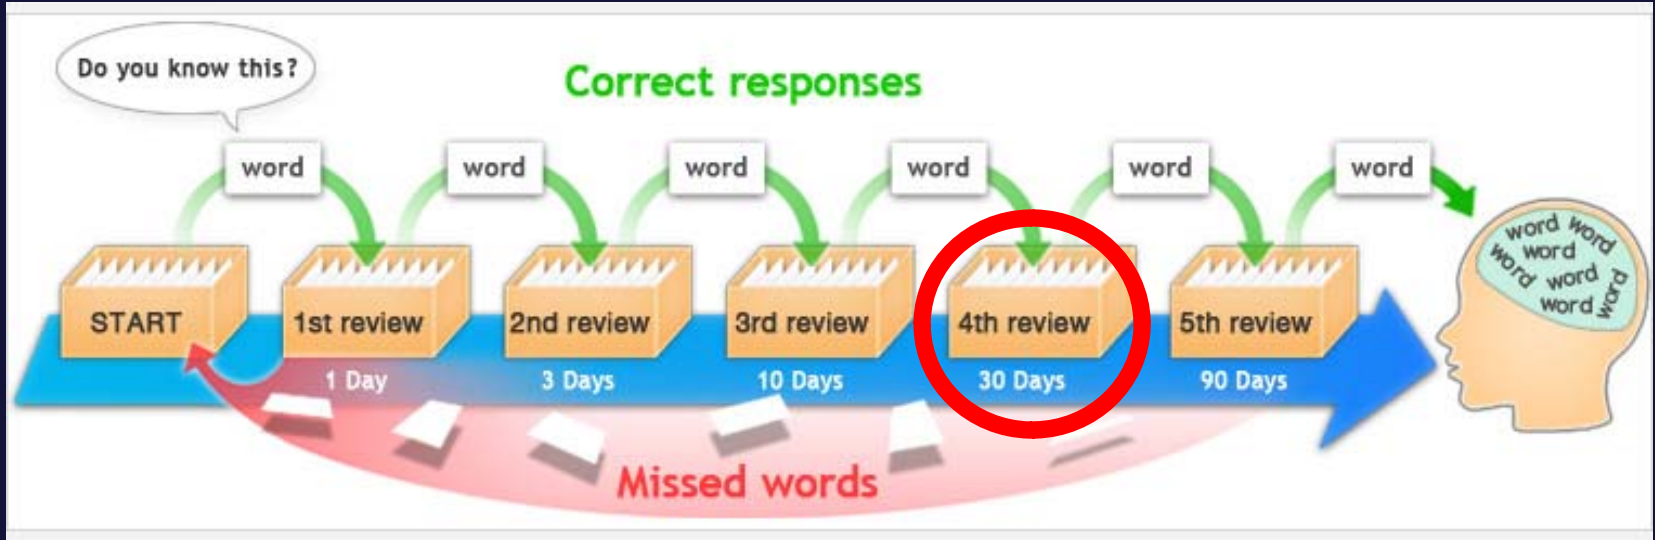 Do you know this?
Correct responses
word word word word word word
START 1st review 2nd review 3rd review 4th review 5th review
1 Day 3 Days 10 Days 30 Days 90 Days
Missed words
word word
word
word word word
word